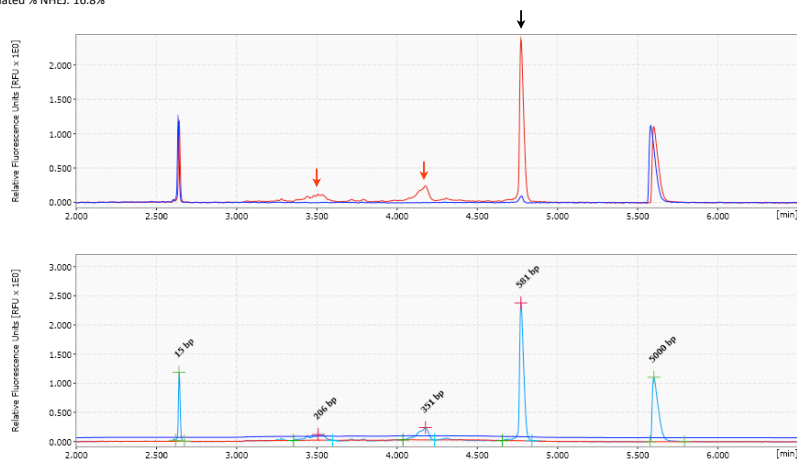 NHEJ: 16.8%
Relative Fluorescence Units [RFU x 1E0]
2.000
1.500
1.000
0.500
0.000
2.000 2.500 3.000 3.500 4.000 4.500 5.000 5.500 6.000 [min]
Relative Fluorescence Units [RFU x 1E0]
3.000
2.500
2.000
1.500
1.000
0.500
0.000
15 bp
206 bp
351 bp
581 bp
5000 bp
2.000 2.500 3.000 3.500 4.000 4.500 5.000 5.500 6.000 [min]